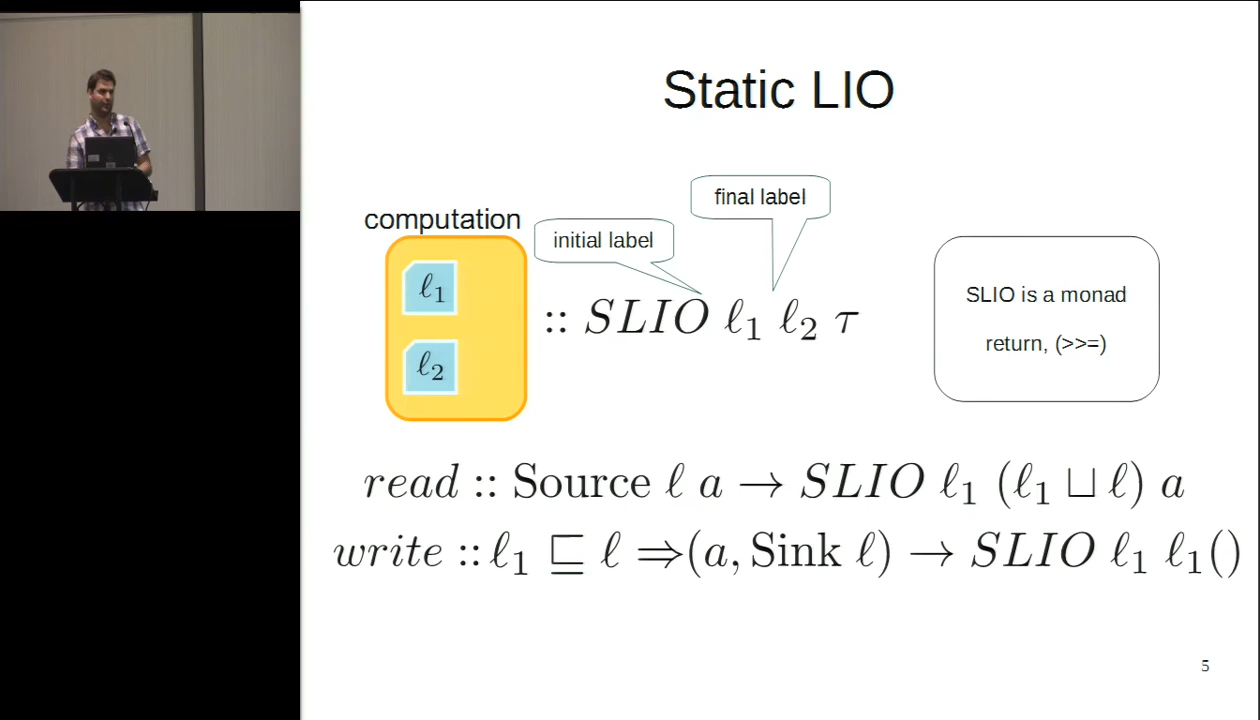 Static LIO
final label
computation
initial label
ℓ₁
ℓ₂
:: SLIO ℓ₁ ℓ₂ τ
SLIO is a monad
return, (>>=)
read :: Source ℓ a → SLIO ℓ₁ (ℓ₁ ⊔ ℓ) a
write :: ℓ₁ ⊑ ℓ ⇒ (a, Sink ℓ) → SLIO ℓ₁ ℓ₁()
5